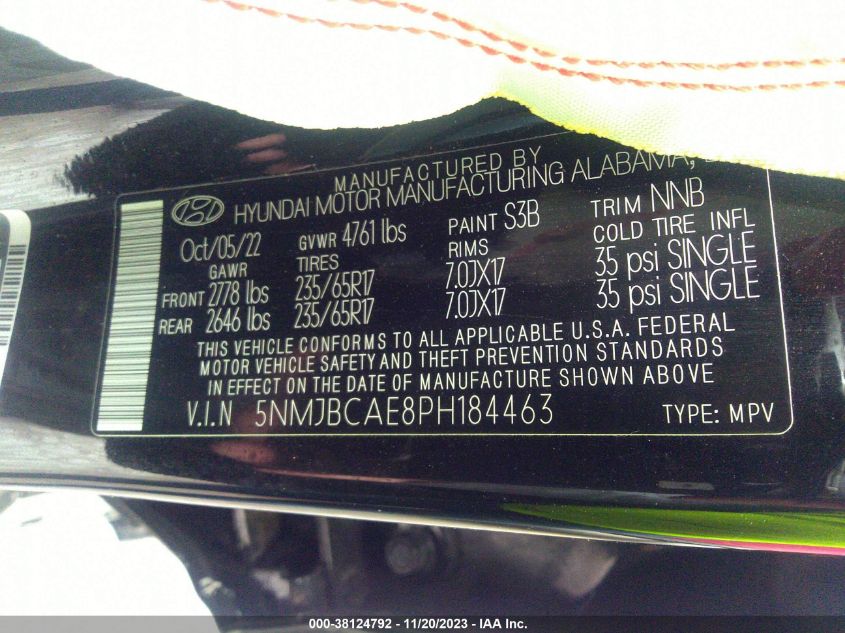 MANUFACTURED BY
HYUNDAI MOTOR MANUFACTURING ALABAMA,
Oct/05/22 GVWR 4761 lbs PAINT S3B TRIM NNB
GAWR TIRES RIMS COLD TIRE INFL
FRONT 2778 lbs 235/65R17 7.0JX17 35 psi SINGLE
REAR 2646 lbs 235/65R17 7.0JX17 35 psi SINGLE
THIS VEHICLE CONFORMS TO ALL APPLICABLE U.S.A. FEDERAL
MOTOR VEHICLE SAFETY AND THEFT PREVENTION STANDARDS
IN EFFECT ON THE DATE OF MANUFACTURE SHOWN ABOVE
V.I.N 5NMJBCAE8PH184463 TYPE: MPV
000-38124792 - 11/20/2023 - IAA Inc.